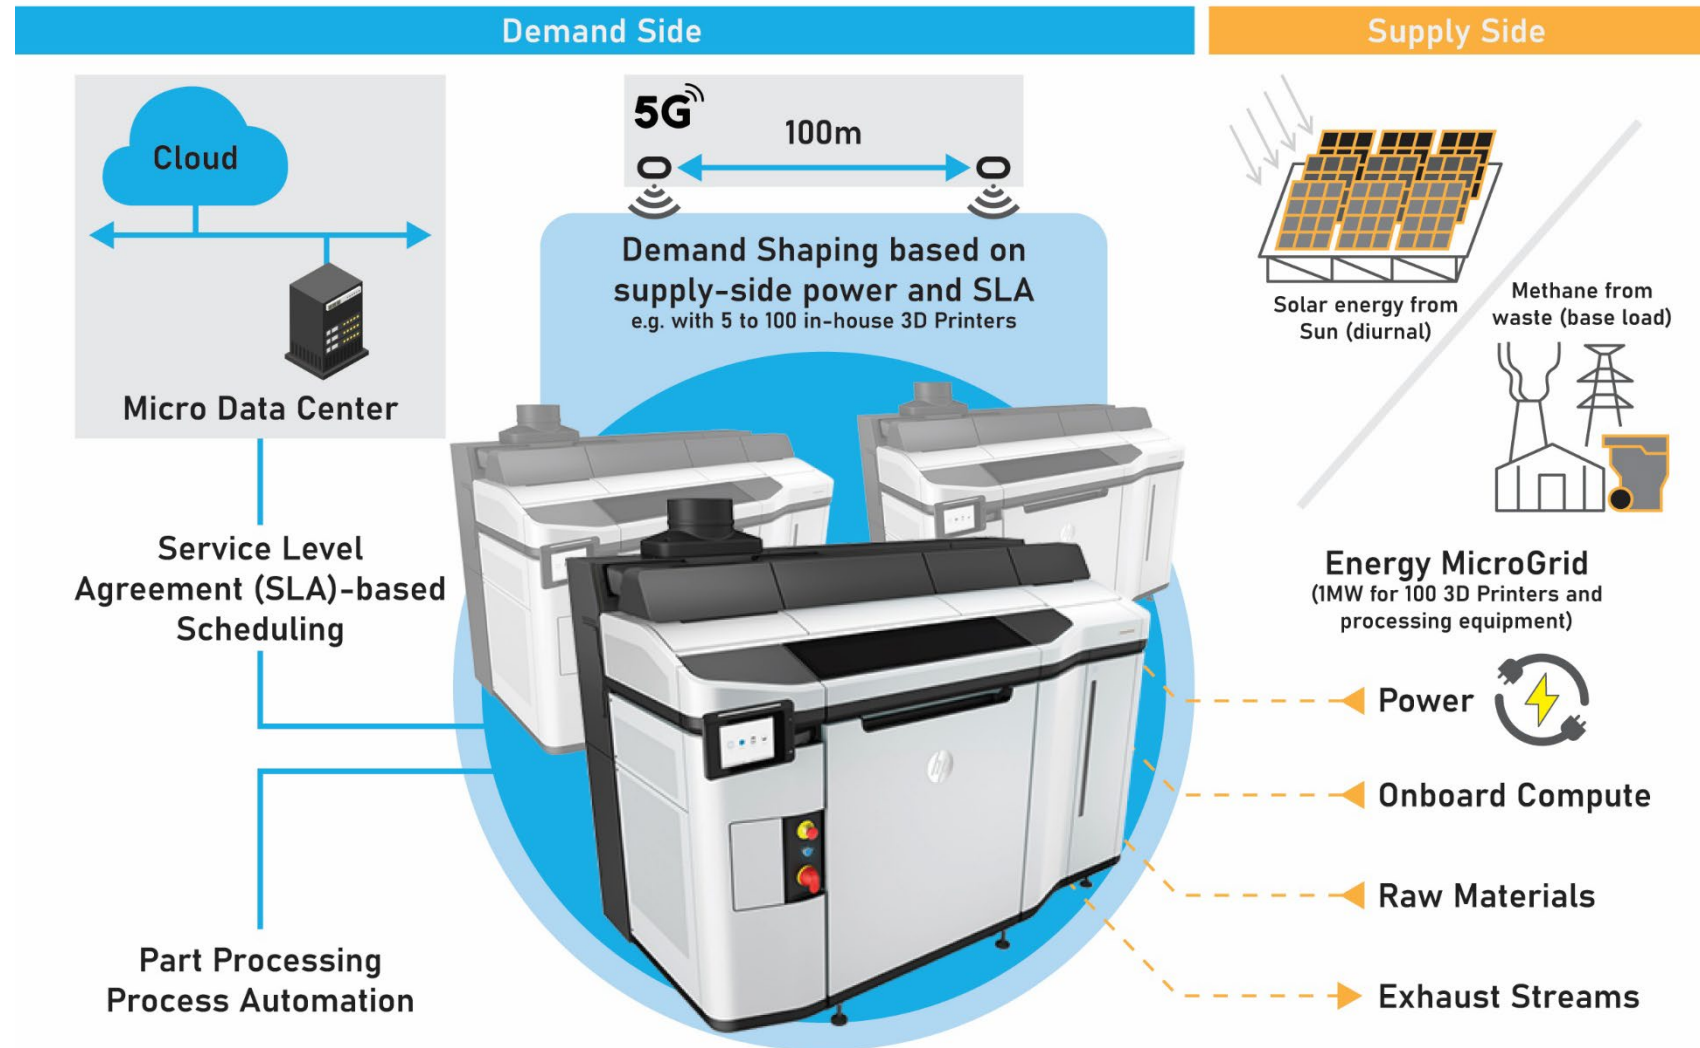 Demand Side
Supply Side
Cloud
Micro Data Center
5G
100m
Demand Shaping based on
supply-side power and SLA
e.g. with 5 to 100 in-house 3D Printers
Service Level
Agreement (SLA)-based
Scheduling
Part Processing
Process Automation
hp
Solar energy from
Sun (diurnal)
Methane from
waste (base load)
Energy MicroGrid
(1MW for 100 3D Printers and
processing equipment)
Power
Onboard Compute
Raw Materials
Exhaust Streams